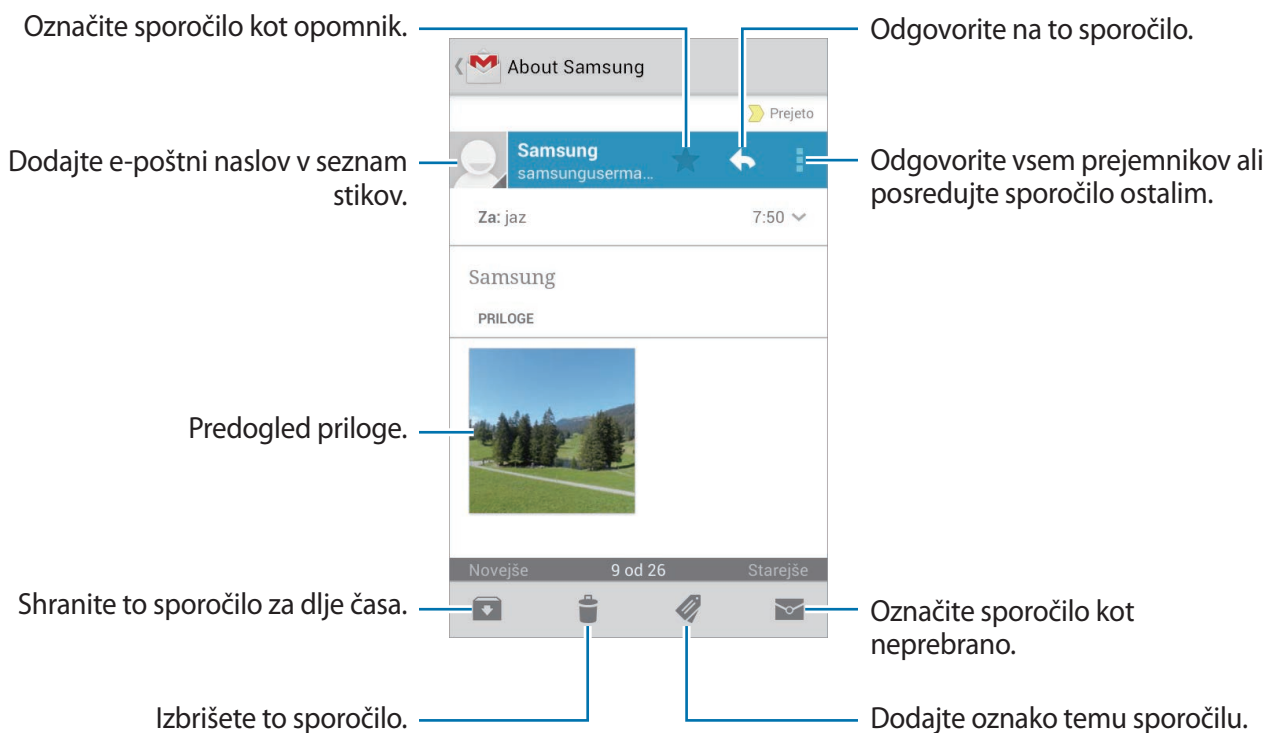 Označite sporočilo kot opomnik.
Odgovorite na to sporočilo.
About Samsung
Prejeto
Dodajte e-poštni naslov v seznam
stikov.
Samsung
samsunguserma...
Odgovorite vsem prejemnikov ali
posredujte sporočilo ostalim.
Za: jaz
7:50
Samsung
PRILOGE
Predogled priloge.
Novejše
9 od 26
Starejše
Shranite to sporočilo za dlje časa.
Označite sporočilo kot
neprebrano.
Izbrišete to sporočilo.
Dodajte oznako temu sporočilu.